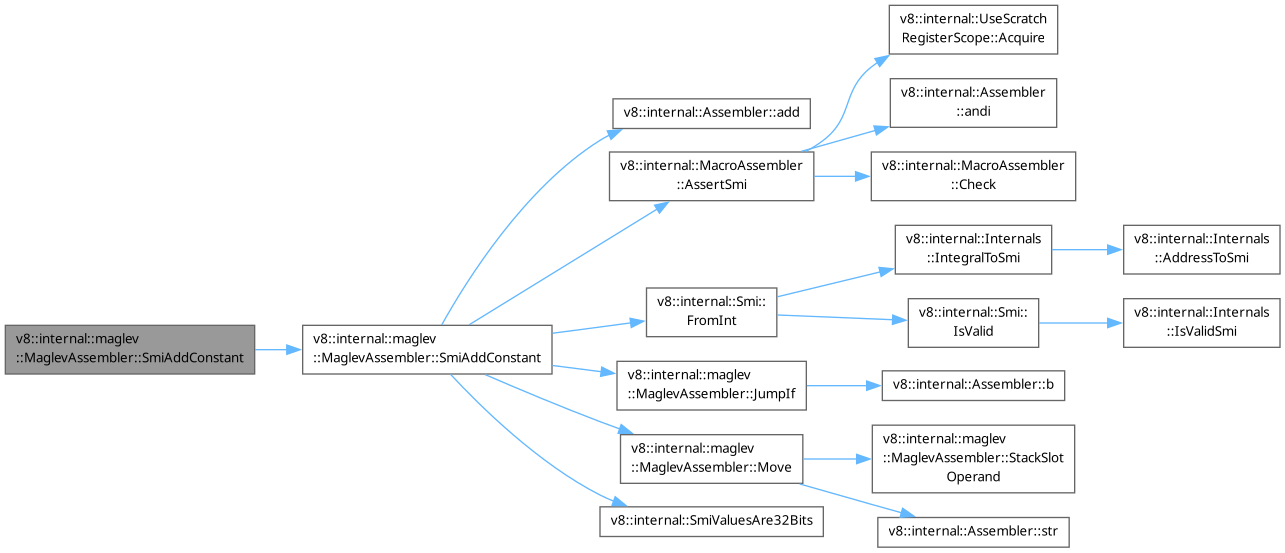 v8::internal::maglev
::MaglevAssembler::SmiAddConstant
v8::internal::maglev
::MaglevAssembler::SmiAddConstant
v8::internal::Assembler::add
v8::internal::MacroAssembler
::AssertSmi
v8::internal::UseScratch
RegisterScope::Acquire
v8::internal::Assembler
::andi
v8::internal::MacroAssembler
::Check
v8::internal::Smi::
FromInt
v8::internal::Internals
::IntegralToSmi
v8::internal::Internals
::AddressToSmi
v8::internal::Smi::
IsValid
v8::internal::Internals
::IsValidSmi
v8::internal::maglev
::MaglevAssembler::JumpIf
v8::internal::Assembler::b
v8::internal::maglev
::MaglevAssembler::Move
v8::internal::maglev
::MaglevAssembler::StackSlot
Operand
v8::internal::Assembler::str
v8::internal::SmiValuesAre32Bits